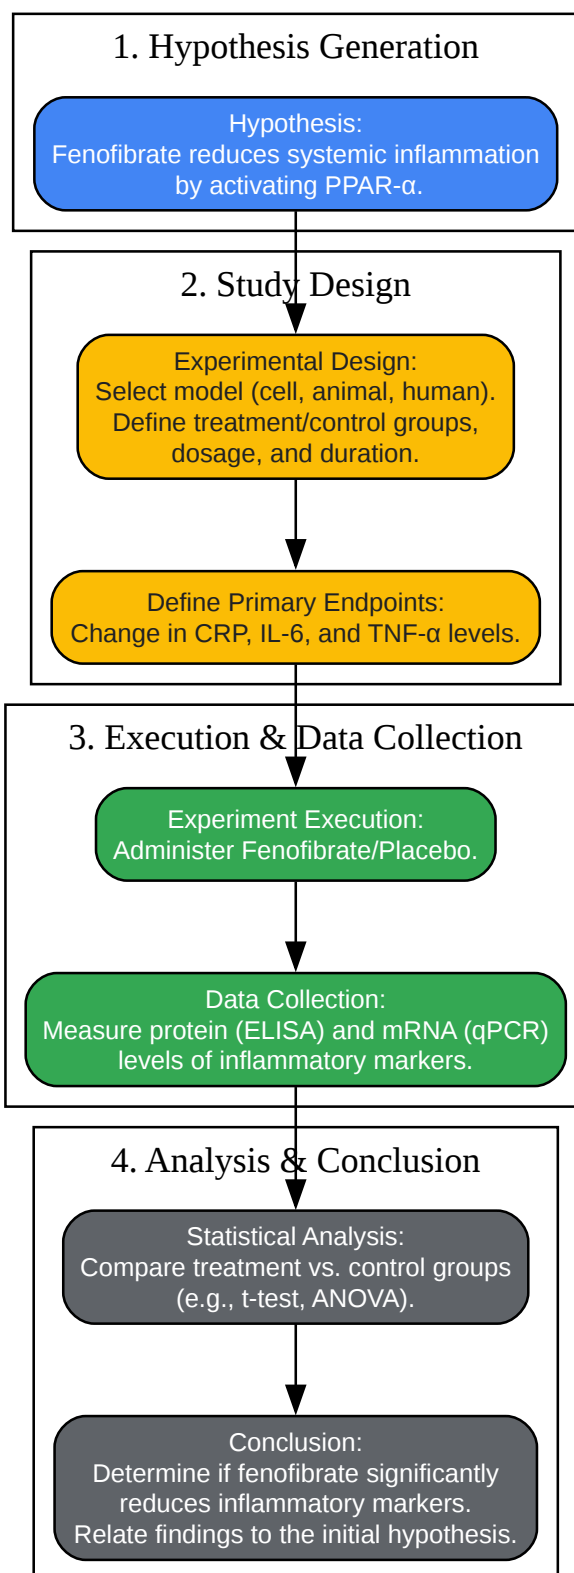 1. Hypothesis Generation
Hypothesis:
Fenofibrate reduces systemic inflammation
by activating PPAR-α.
2. Study Design
Experimental Design:
Select model (cell, animal, human).
Define treatment/control groups,
dosage, and duration.
Define Primary Endpoints:
Change in CRP, IL-6, and TNF-α levels.
3. Execution & Data Collection
Experiment Execution:
Administer Fenofibrate/Placebo.
Data Collection:
Measure protein (ELISA) and mRNA (qPCR)
levels of inflammatory markers.
4. Analysis & Conclusion
Statistical Analysis:
Compare treatment vs. control groups
(e.g., t-test, ANOVA).
Conclusion:
Determine if fenofibrate significantly
reduces inflammatory markers.
Relate findings to the initial hypothesis.